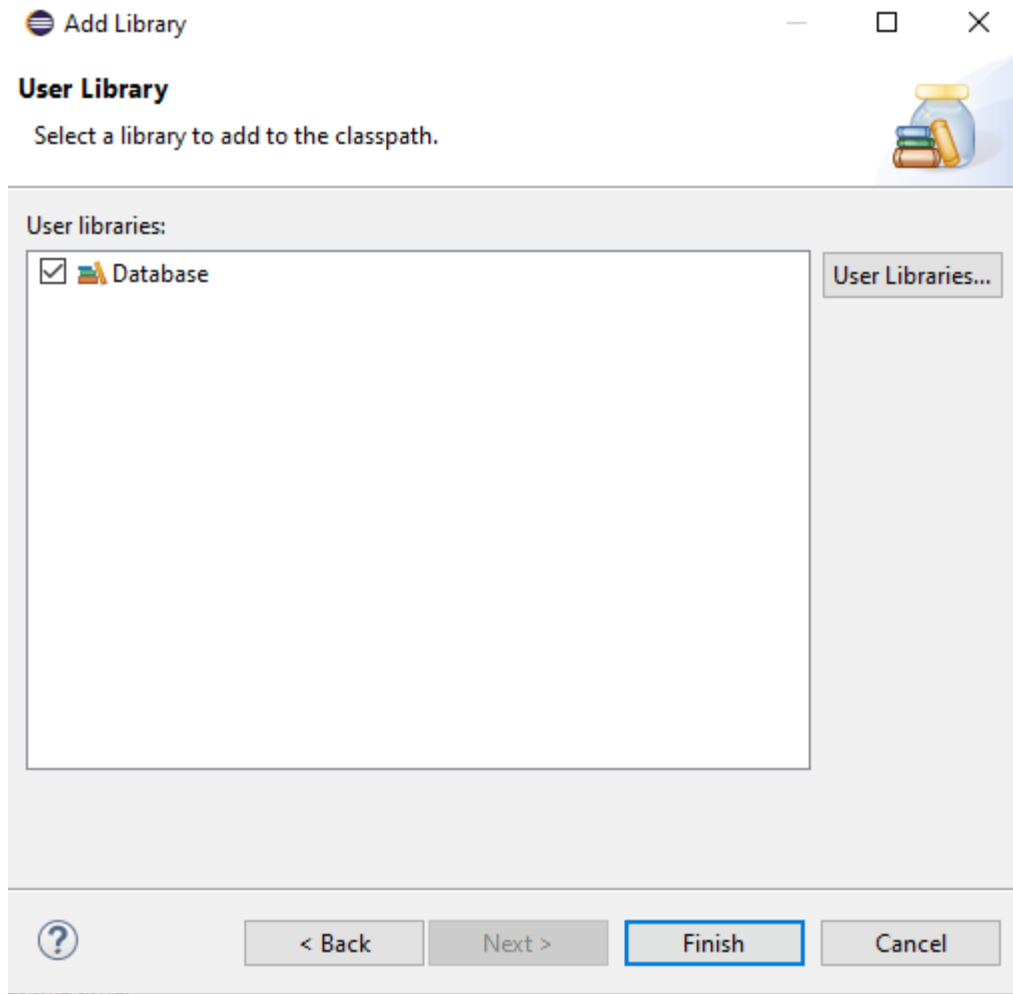 Add Library
User Library
Select a library to add to the classpath.
User libraries:
Database
User Libraries...
?
< Back
Next >
Finish
Cancel